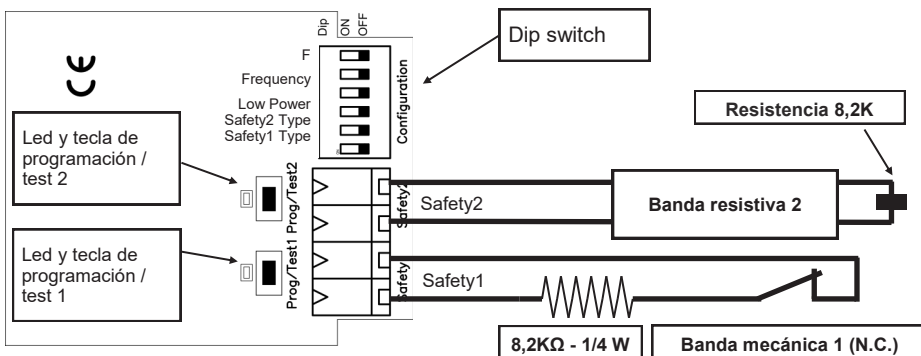 Dip
ON
OFF
F
Frequency
Low Power
Safety2 Type
Safety1 Type
Configuration
Dip switch
Resistencia 8,2K
CE
Led y tecla de
programación /
test 2
Prog/Test2
Safety2
Safety2
Banda resistiva 2
Led y tecla de
programación /
test 1
Prog/Test1
Safety
Safety1
8,2KΩ - 1/4 W
Banda mecánica 1 (N.C.)